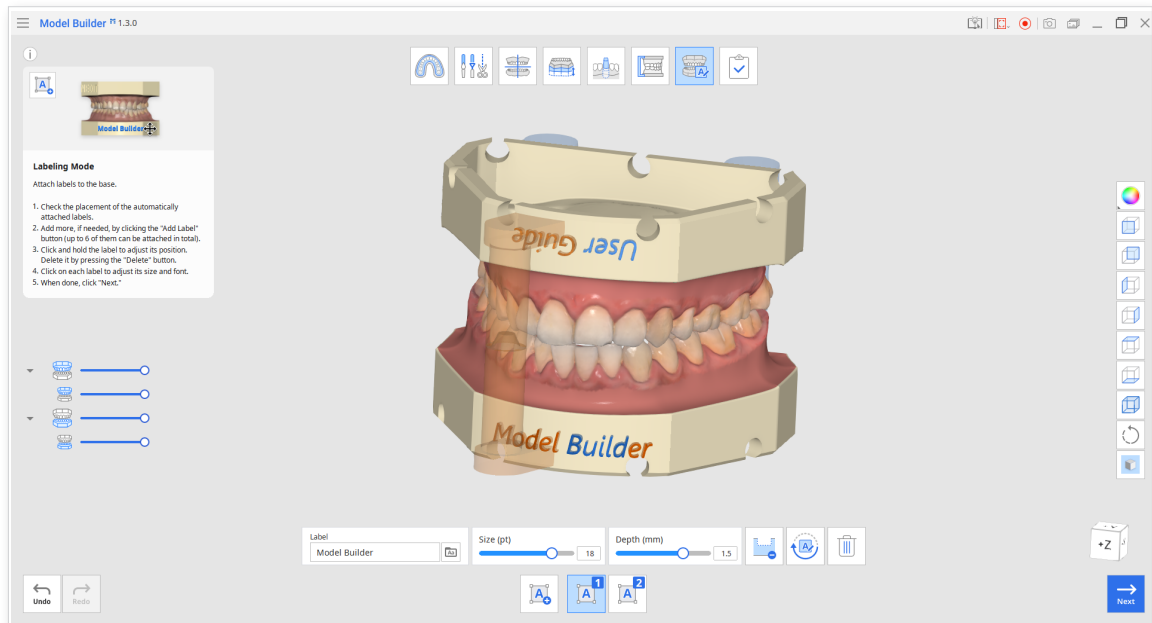 Model Builder M 1.3.0
A
Model Builder
Labeling Mode
Attach labels to the base.
1. Check the placement of the automatically
attached labels.
2. Add more, if needed, by clicking the "Add Label"
button (up to 6 of them can be attached in total).
3. Click and hold the label to adjust its position.
Delete it by pressing the "Delete" button.
4. Click on each label to adjust its size and font.
5. When done, click "Next."
User Guide
Model Builder
Label
Model Builder
Aa
Size (pt)
18
Depth (mm)
1.5
A
+Z
Undo
Redo
A
A 1
A 2
Next